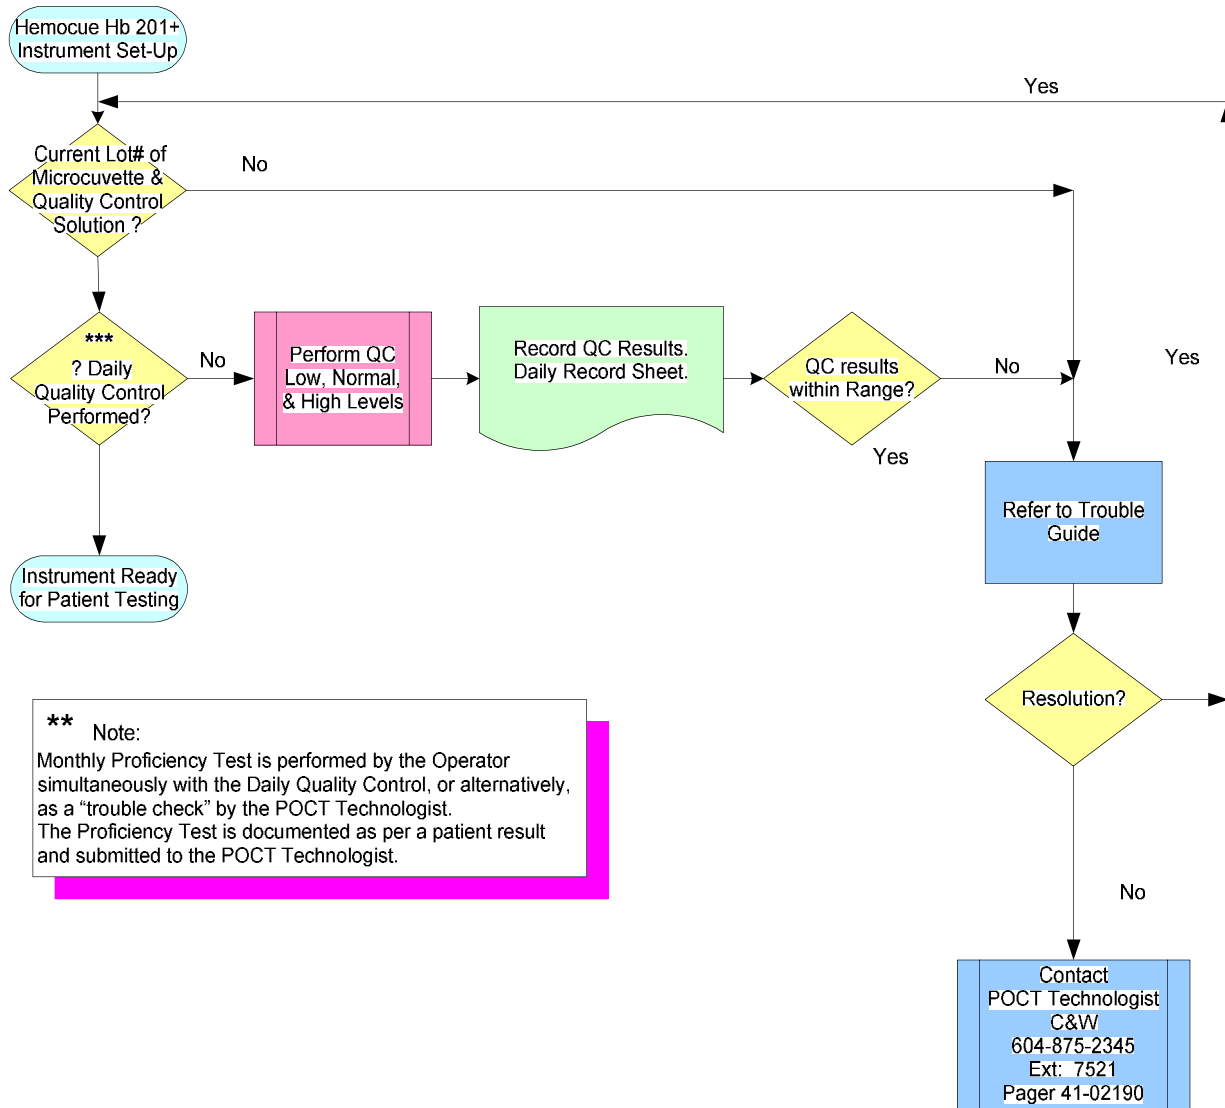 Hemocue Hb 201+
Instrument Set-Up
Yes
Current Lot# of
Microcuvette &
Quality Control
Solution ?
No
***
? Daily
Quality Control
Performed?
No
Perform QC
Low, Normal,
& High Levels
Record QC Results.
Daily Record Sheet.
QC results
within Range?
No
Yes
Yes
Refer to Trouble
Guide
Instrument Ready
for Patient Testing
Resolution?
** Note:
Monthly Proficiency Test is performed by the Operator
simultaneously with the Daily Quality Control, or alternatively,
as a “trouble check” by the POCT Technologist.
The Proficiency Test is documented as per a patient result
and submitted to the POCT Technologist.
No
Contact
POCT Technologist
C&W
604-875-2345
Ext: 7521
Pager 41-02190